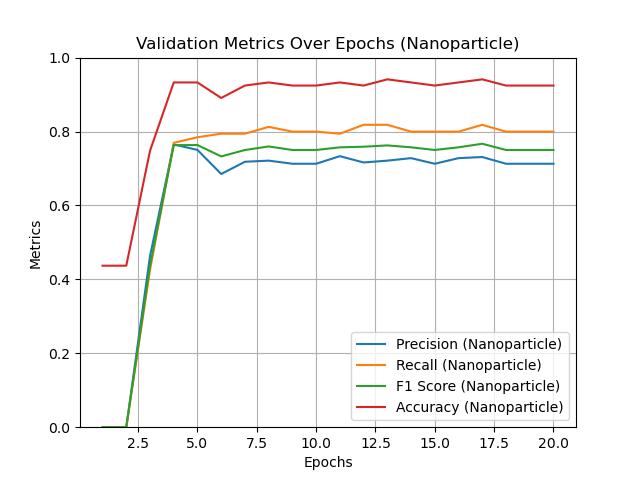 Validation Metrics Over Epochs (Nanoparticle)
1.0
0.8
0.6
0.4
0.2
0.0
Metrics
Precision (Nanoparticle)
Recall (Nanoparticle)
F1 Score (Nanoparticle)
Accuracy (Nanoparticle)
2.5 5.0 7.5 10.0 12.5 15.0 17.5 20.0
Epochs